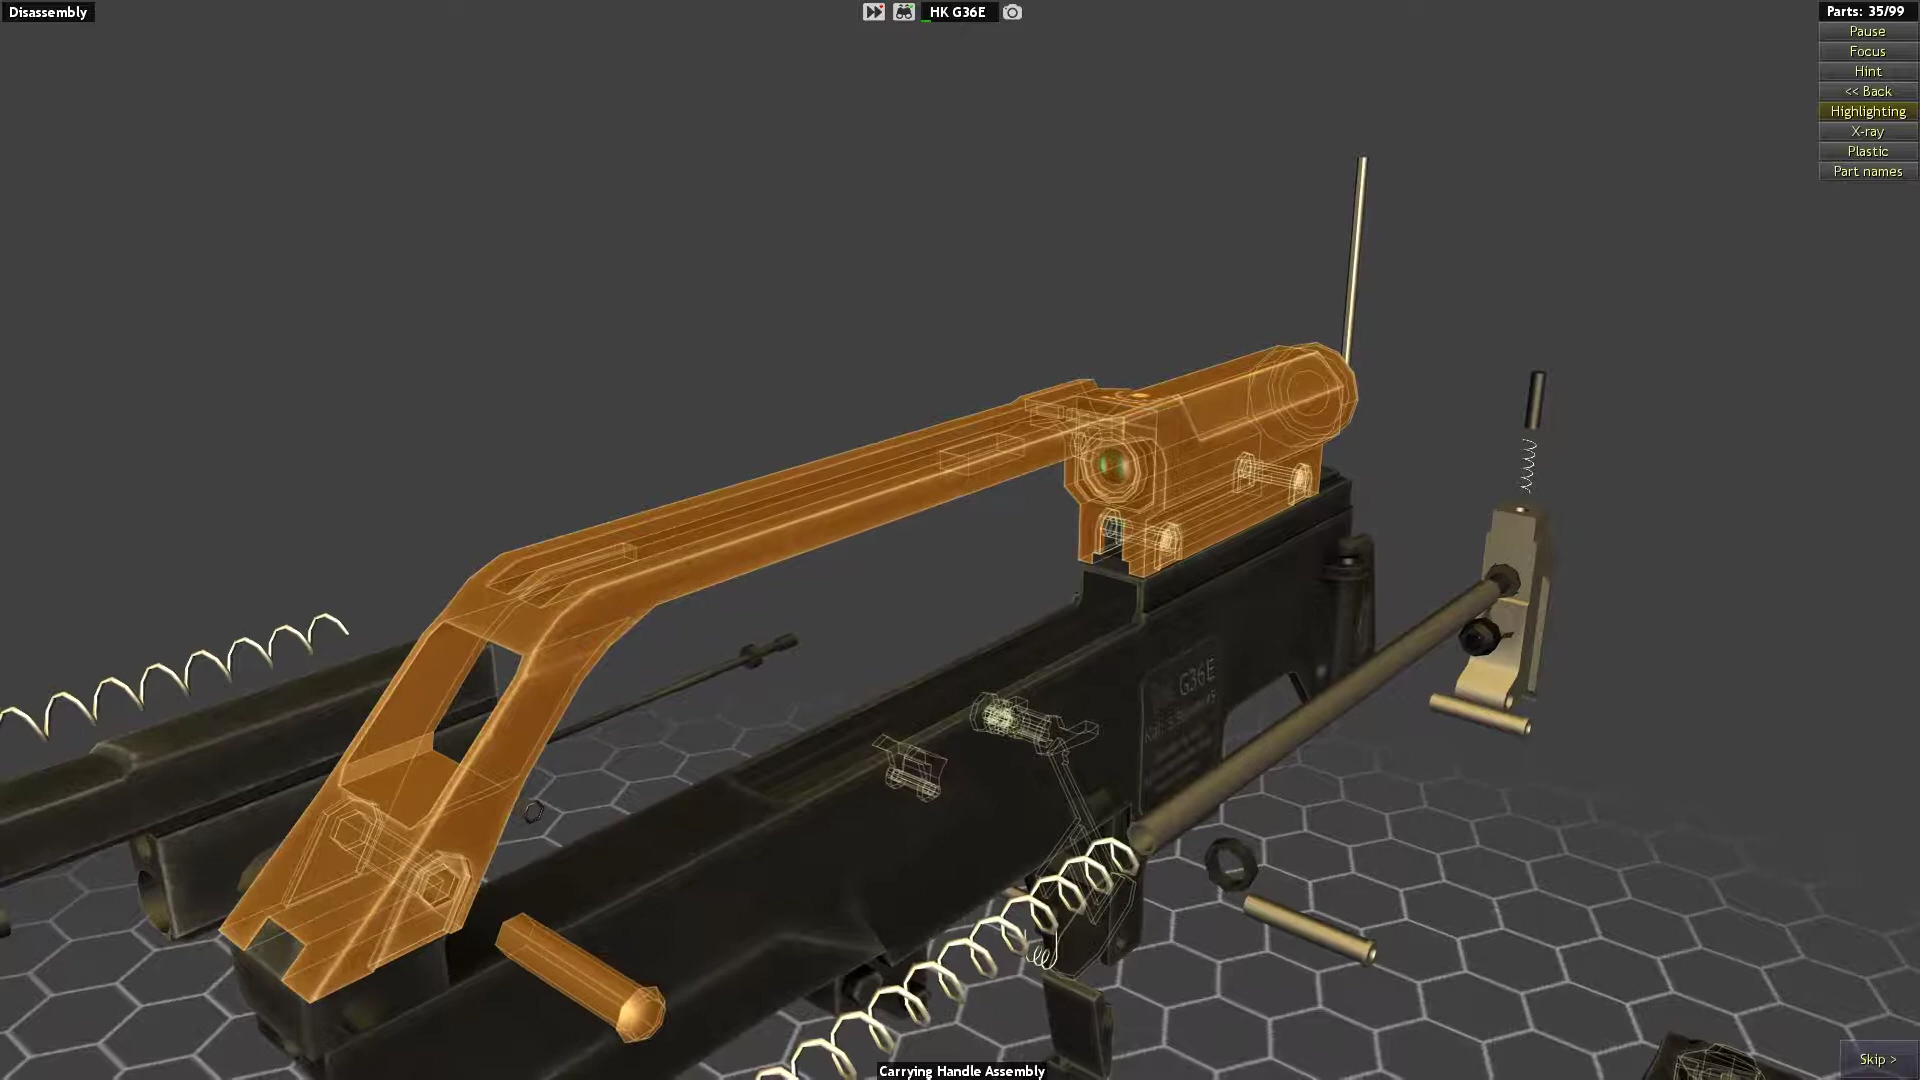 Disassembly
HK G36E
Parts: 35/99
Pause
Focus
Hint
<< Back
Highlighting
X-ray
Plastic
Part names
G36E
Carrying Handle Assembly
Skip >